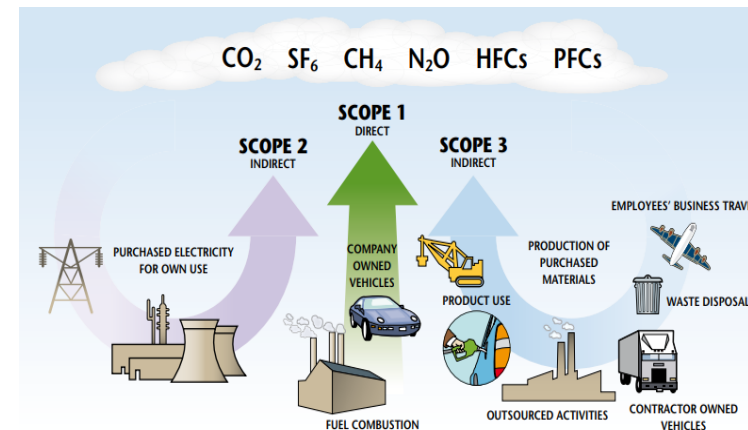 CO₂ SF₆ CH₄ N₂O HFCs PFCs
SCOPE 1
DIRECT
SCOPE 2
INDIRECT
SCOPE 3
INDIRECT
PURCHASED ELECTRICITY
FOR OWN USE
COMPANY
OWNED
VEHICLES
FUEL COMBUSTION
PRODUCT USE
PRODUCTION OF
PURCHASED
MATERIALS
OUTSOURCED ACTIVITIES
EMPLOYEES' BUSINESS TRAVE
WASTE DISPOSAL
CONTRACTOR OWNED
VEHICLES